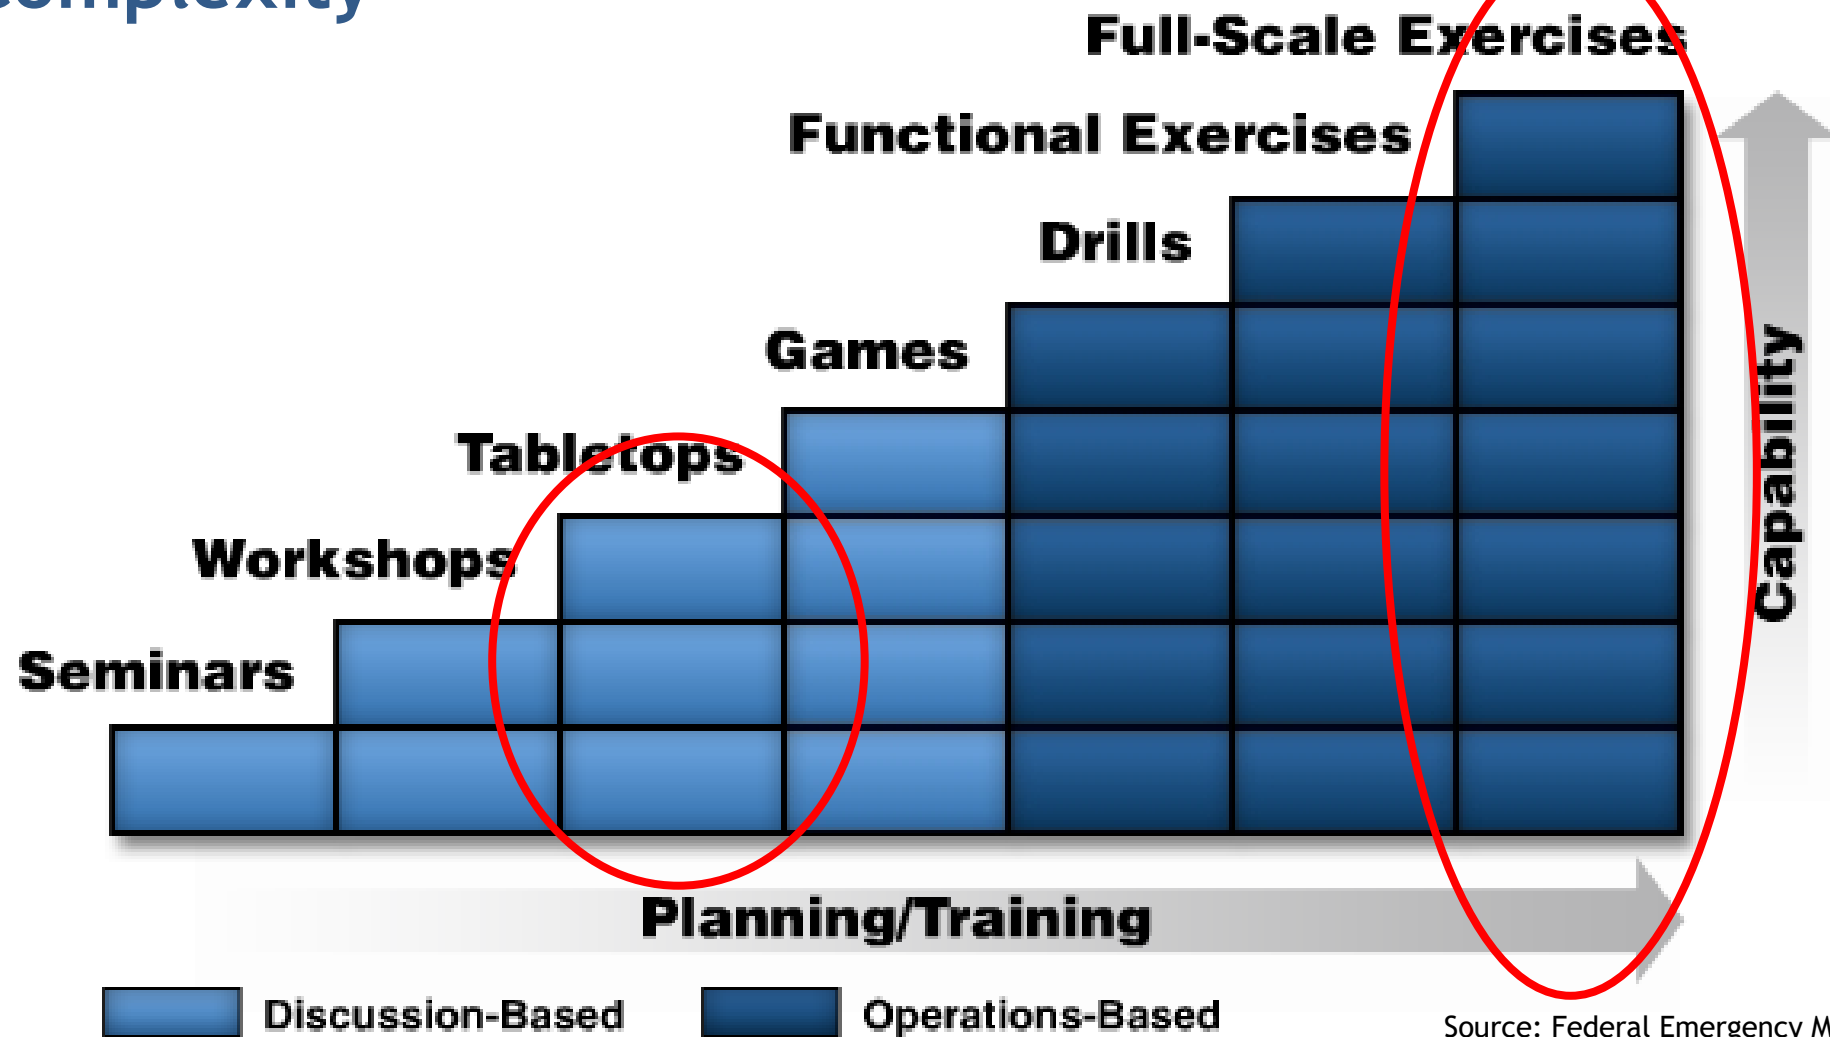 Complexity
Full-Scale Exercises
Functional Exercises
Drills
Games
Tabletops
Workshops
Seminars
Capability
Planning/Training
Discussion-Based
Operations-Based
Source: Federal Emergency M